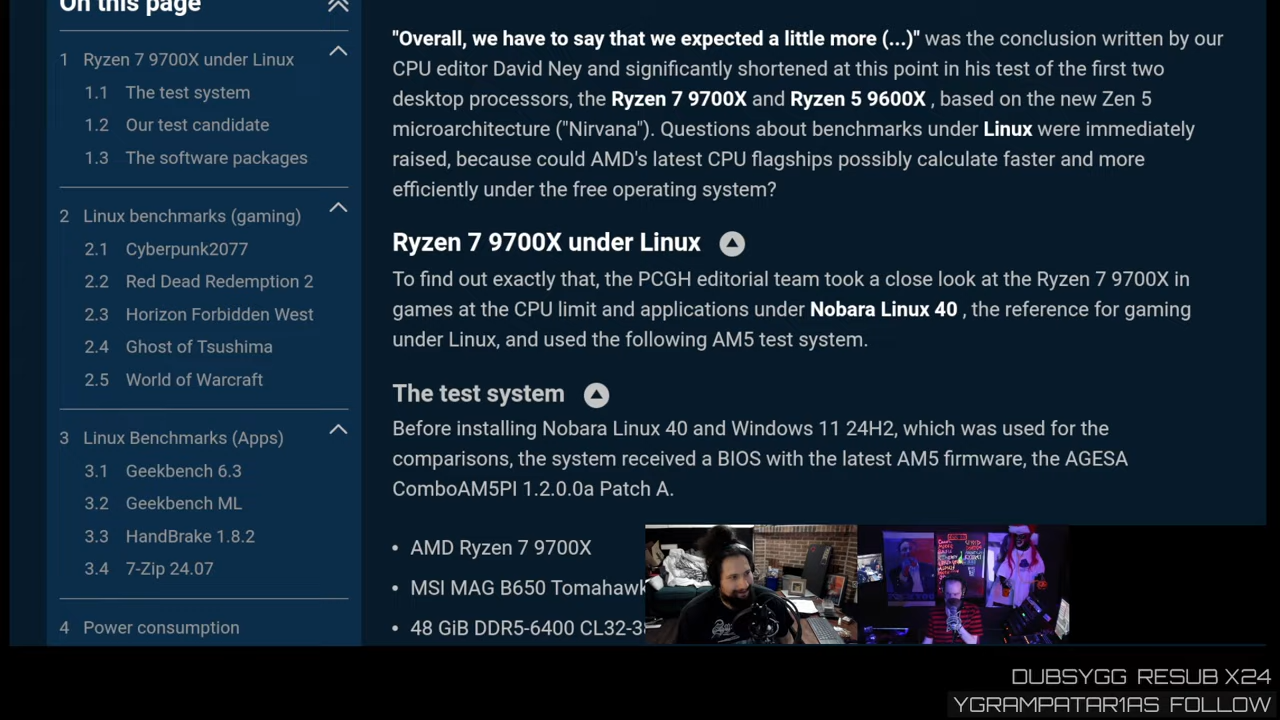 On this page
1 Ryzen 7 9700X under Linux
1.1 The test system
1.2 Our test candidate
1.3 The software packages
2 Linux benchmarks (gaming)
2.1 Cyberpunk2077
2.2 Red Dead Redemption 2
2.3 Horizon Forbidden West
2.4 Ghost of Tsushima
2.5 World of Warcraft
3 Linux Benchmarks (Apps)
3.1 Geekbench 6.3
3.2 Geekbench ML
3.3 HandBrake 1.8.2
3.4 7-Zip 24.07
4 Power consumption
"Overall, we have to say that we expected a little more (...)" was the conclusion written by our
CPU editor David Ney and significantly shortened at this point in his test of the first two
desktop processors, the Ryzen 7 9700X and Ryzen 5 9600X , based on the new Zen 5
microarchitecture ("Nirvana"). Questions about benchmarks under Linux were immediately
raised, because could AMD's latest CPU flagships possibly calculate faster and more
efficiently under the free operating system?
Ryzen 7 9700X under Linux
To find out exactly that, the PCGH editorial team took a close look at the Ryzen 7 9700X in
games at the CPU limit and applications under Nobara Linux 40 , the reference for gaming
under Linux, and used the following AM5 test system.
The test system
Before installing Nobara Linux 40 and Windows 11 24H2, which was used for the
comparisons, the system received a BIOS with the latest AM5 firmware, the AGESA
ComboAM5PI 1.2.0.0a Patch A.
• AMD Ryzen 7 9700X
• MSI MAG B650 Tomahawk
• 48 GiB DDR5-6400 CL32-
DUBSYGG RESUB X24
YGRAMPATAR1AS FOLLOW